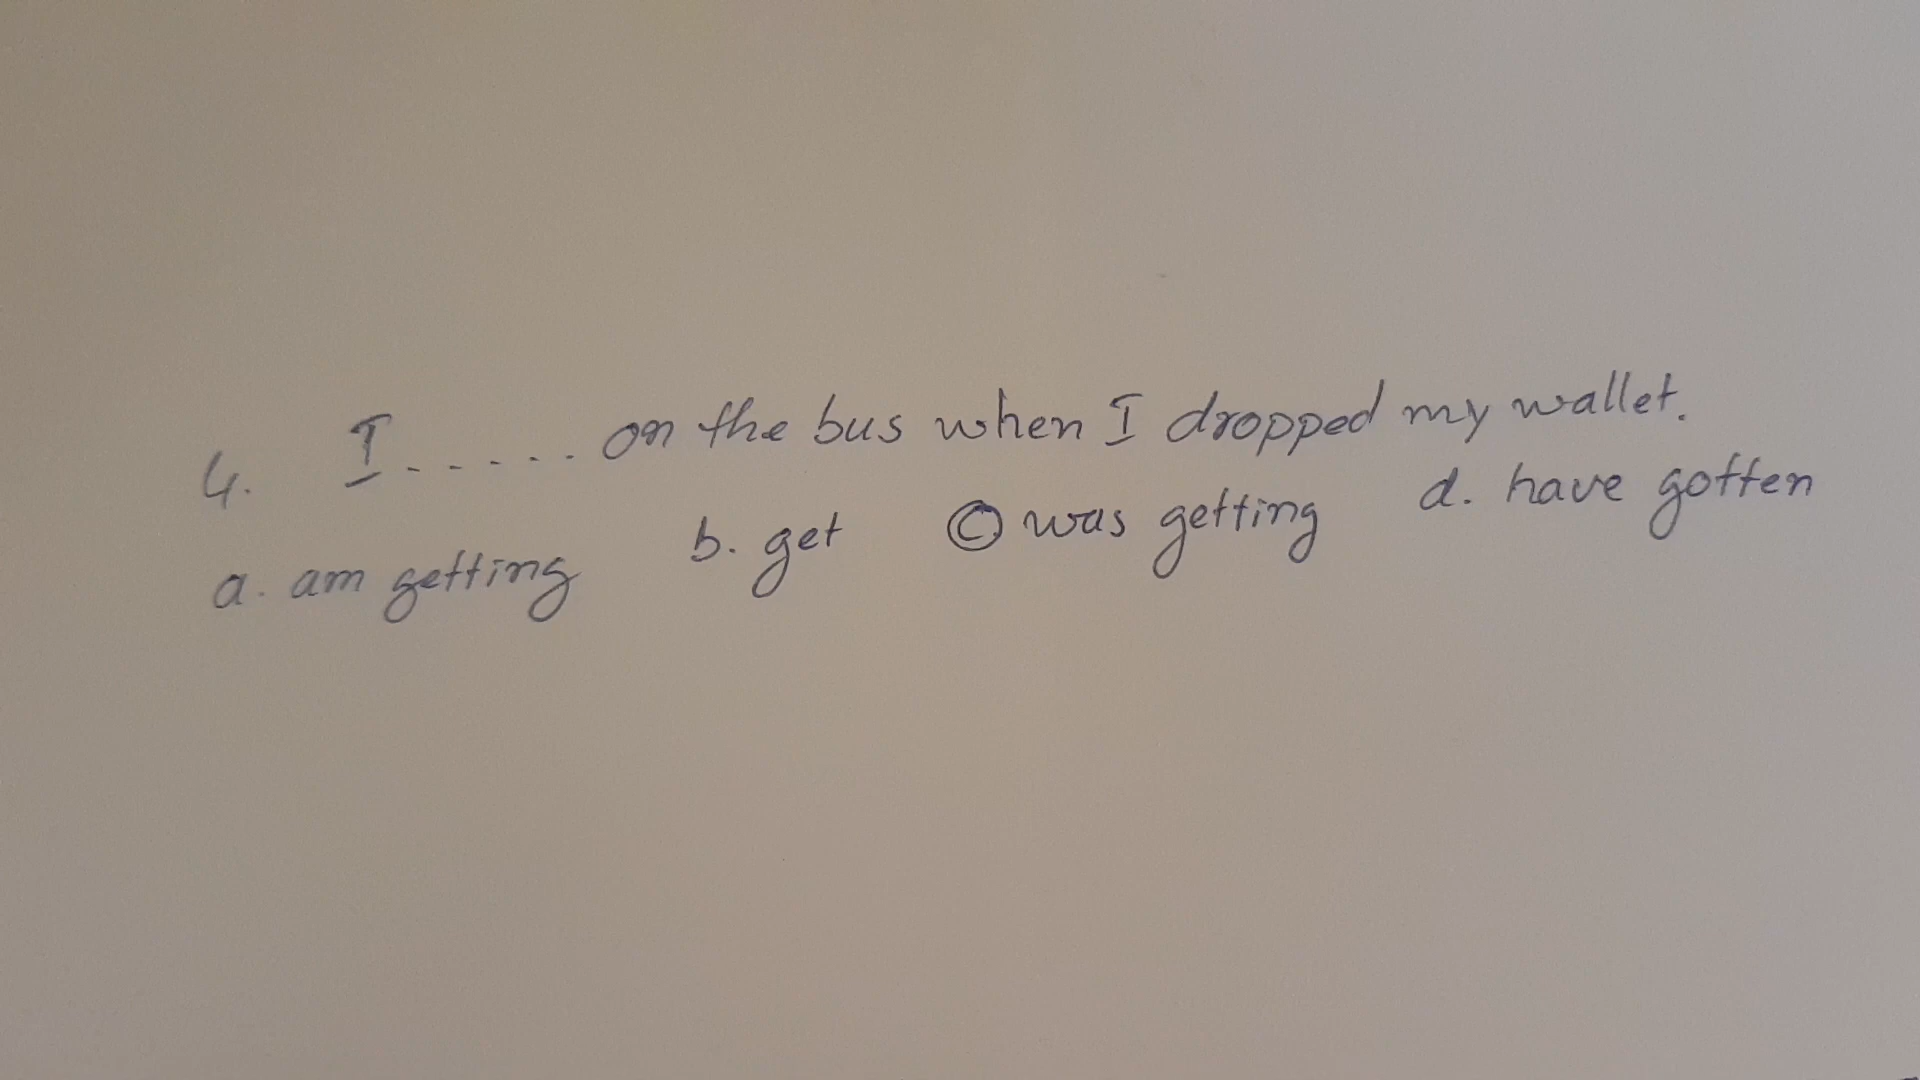 4. I...... on the bus when I dropped my wallet.
a. am getting b. get c was getting d. have gotten